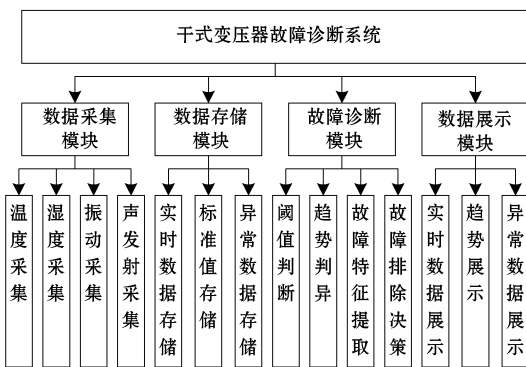 干式变压器故障诊断系统
数据采集
模块
数据存储
模块
故障诊断
模块
数据展示
模块
温度采集
湿度采集
振动采集
声发射采集
实时数据存储
标准值存储
异常数据存储
阈值判断
趋势判异
故障特征提取
故障排除决策
实时数据展示
趋势展示
异常数据展示